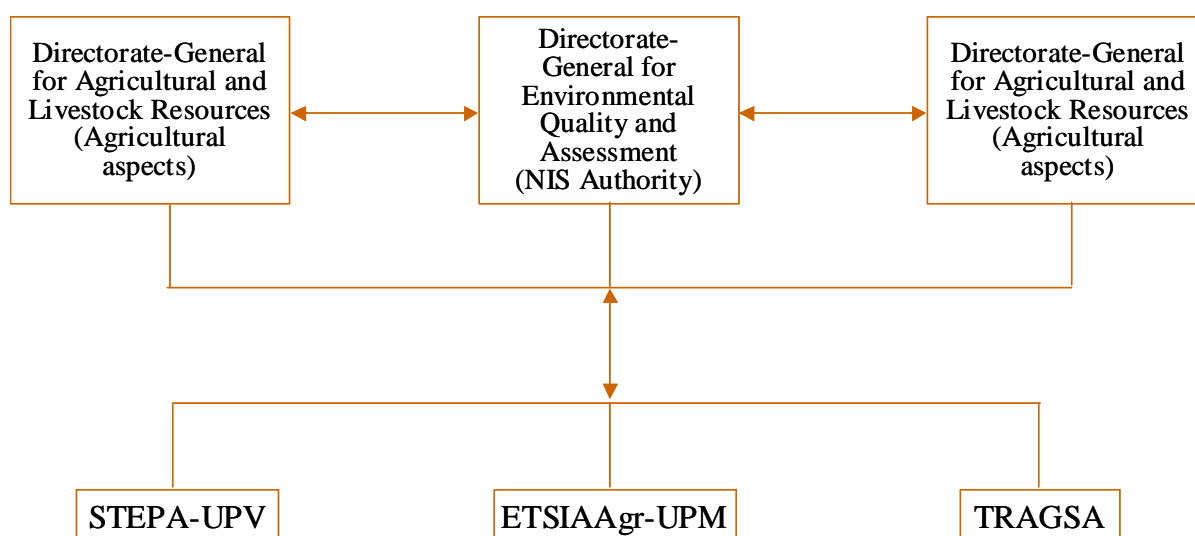 Directorate-General
for Agricultural and
Livestock Resources
(Agricultural
aspects)
Directorate-
General for
Environmental
Quality and
Assessment
(NIS Authority)
Directorate-General
for Agricultural and
Livestock Resources
(Agricultural
aspects)
STEPA-UPV
ETSIAAgr-UPM
TRAGSA